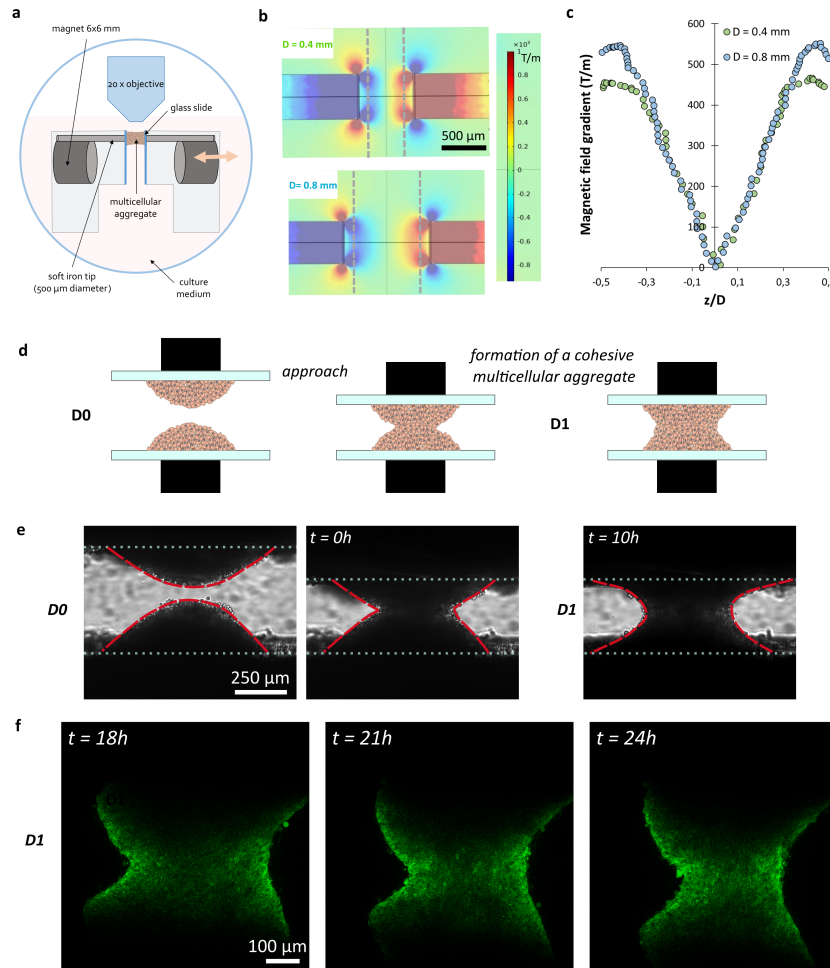 a
magnet 6x6 mm
20 x objective
glass slide
multicellular
aggregate
soft iron tip
(500 μm diameter)
culture
medium
b
D = 0.4 mm
500 μm
D= 0.8 mm
×10⁴
1
T/m
0.8
0.6
0.4
0.2
0
-0.2
-0.4
-0.6
-0.8
c
D = 0.4 mm
D = 0.8 mm
Magnetic field gradient (T/m)
600
500
400
300
200
100
0
-0,5
-0,3
-0,1
0,1
0,3
z/D
d
D0
approach
formation of a cohesive
multicellular aggregate
D1
e
D0
250 μm
t = 0h
D1
t = 10h
f
D1
t = 18h
100 μm
t = 21h
t = 24h